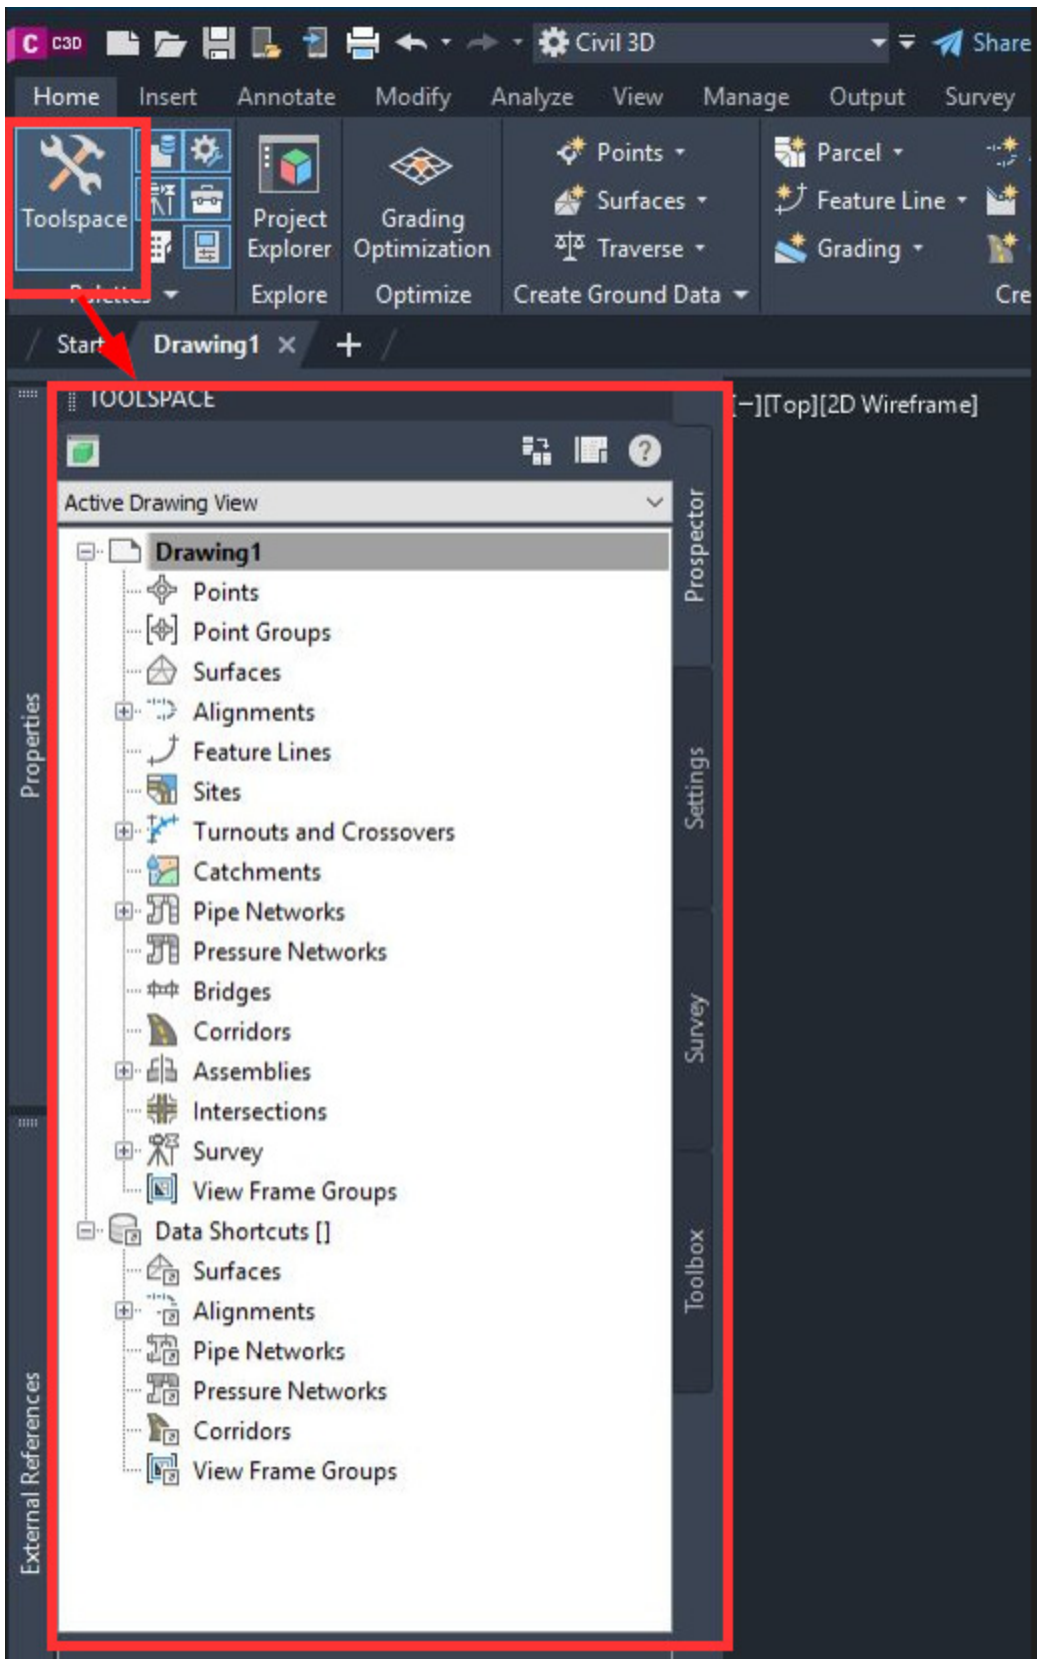 C C3D Civil 3D Share
Home Insert Annotate Modify Analyze View Manage Output Survey
Toolspace
Palettes
Project
Explorer
Explore
Grading
Optimization
Optimize
Points
Surfaces
Traverse
Create Ground Data
Parcel
Feature Line
Grading
Cre
Start Drawing1
TOOLSPACE
[−][Top][2D Wireframe]
?
Active Drawing View
Drawing1
Points
Point Groups
Surfaces
Alignments
Feature Lines
Sites
Turnouts and Crossovers
Catchments
Pipe Networks
Pressure Networks
Bridges
Corridors
Assemblies
Intersections
Survey
View Frame Groups
Data Shortcuts []
Surfaces
Alignments
Pipe Networks
Pressure Networks
Corridors
View Frame Groups
Prospector
Settings
Survey
Toolbox
Properties
External References